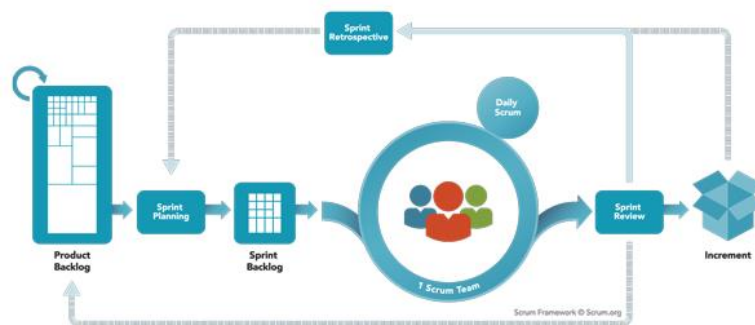 Sprint
Retrospective
Daily
Scrum
Sprint
Planning
Sprint
Review
Product
Backlog
Sprint
Backlog
1 Scrum Team
Increment
Scrum Framework © Scrum.org